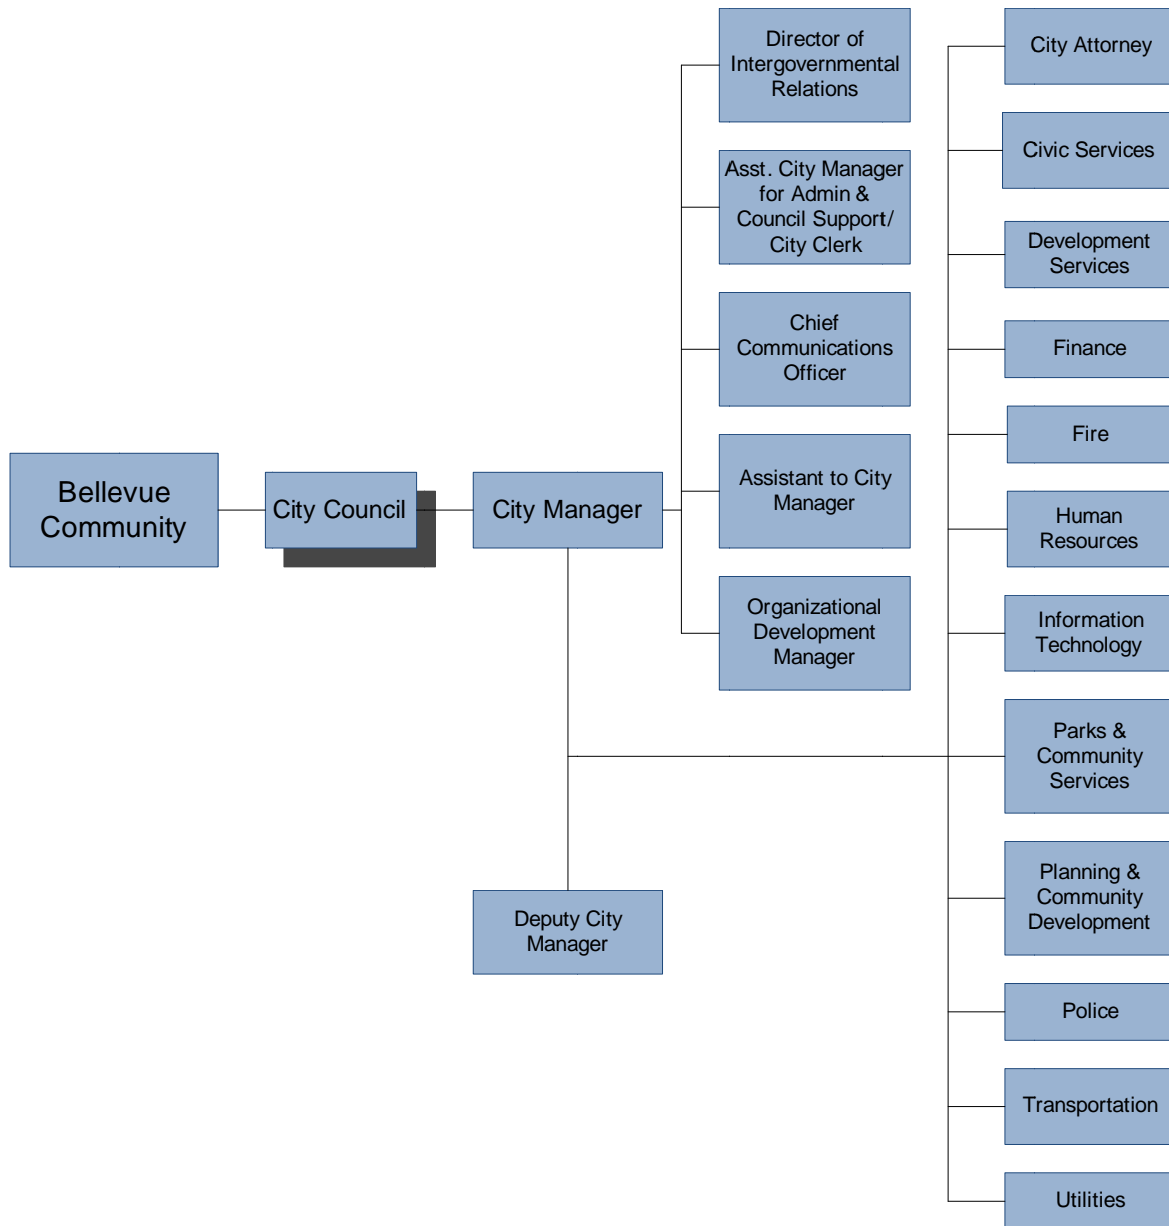 Bellevue
Community
City Council
City Manager
Deputy City
Manager
Director of
Intergovernmental
Relations
Asst. City Manager
for Admin &
Council Support/
City Clerk
Chief
Communications
Officer
Assistant to City
Manager
Organizational
Development
Manager
City Attorney
Civic Services
Development
Services
Finance
Fire
Human
Resources
Information
Technology
Parks &
Community
Services
Planning &
Community
Development
Police
Transportation
Utilities